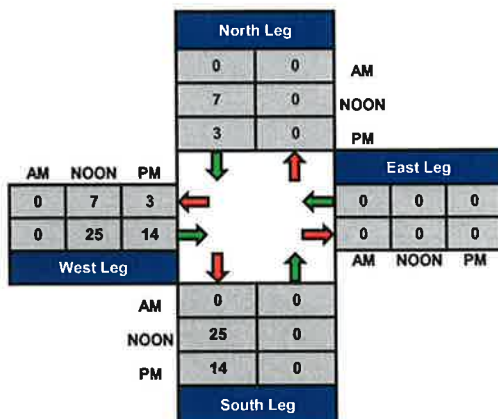 North Leg
0 0 AM
7 0 NOON
3 0 PM
AM NOON PM
0 7 3
0 25 14
West Leg
East Leg
0 0 0
0 0 0
AM NOON PM
AM 0 0
NOON 25 0
PM 14 0
South Leg